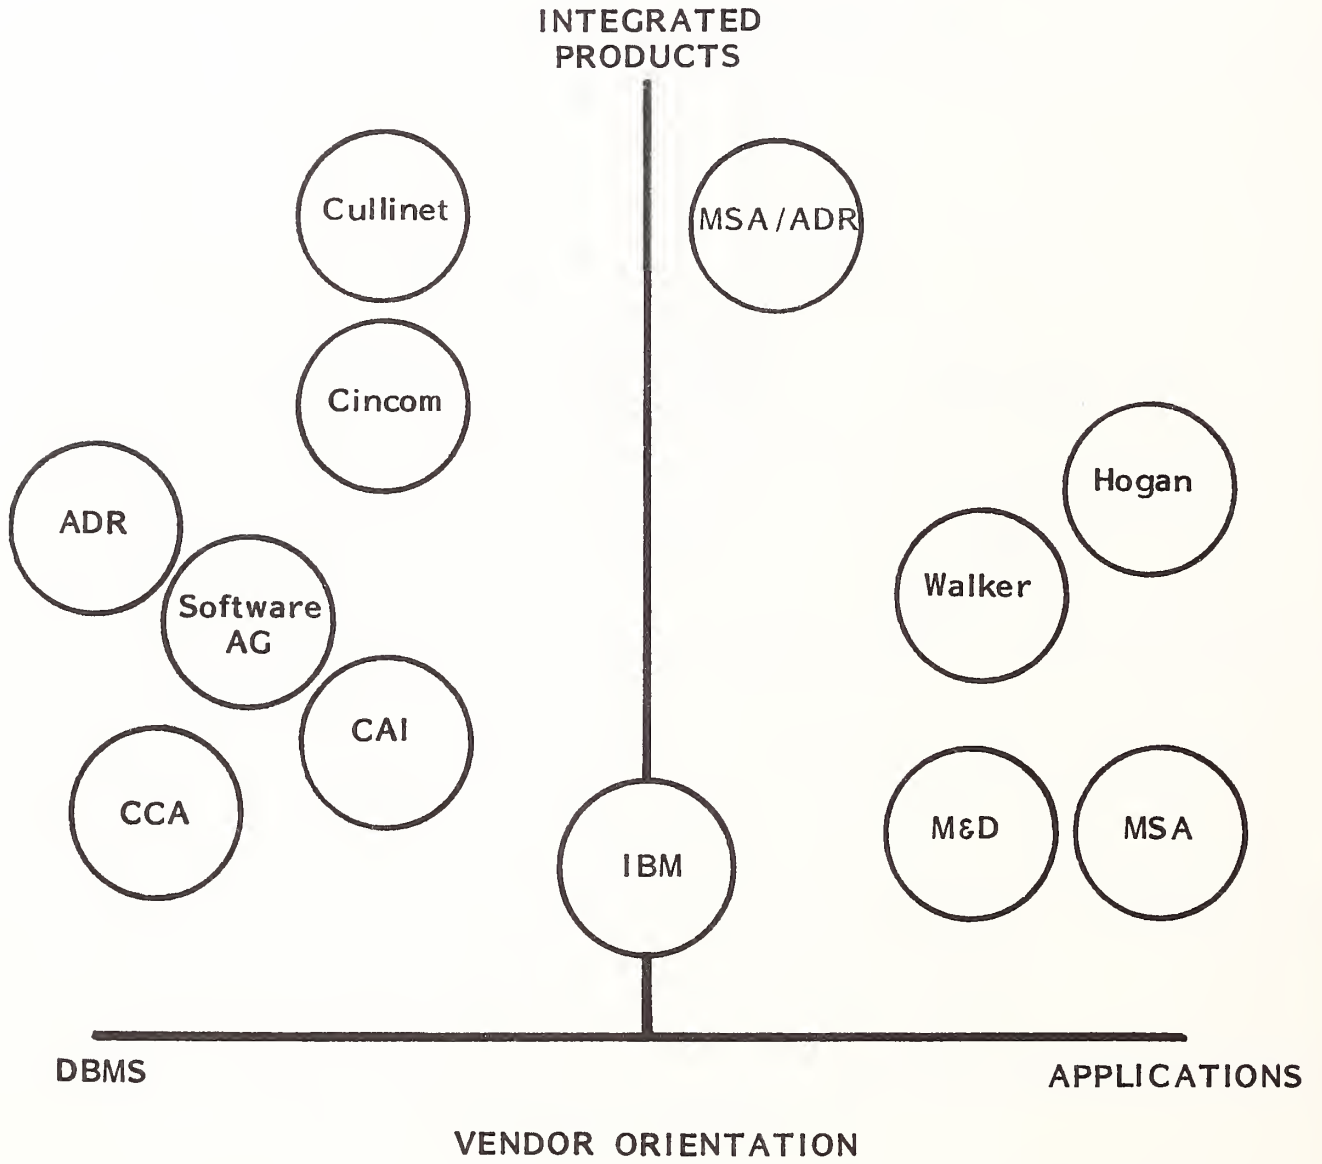 INTEGRATED
PRODUCTS
Cullinet
MSA/ADR
Cincom
Hogan
ADR
Walker
Software
AG
CAI
CCA
M&D
MSA
IBM
DBMS
APPLICATIONS
VENDOR ORIENTATION